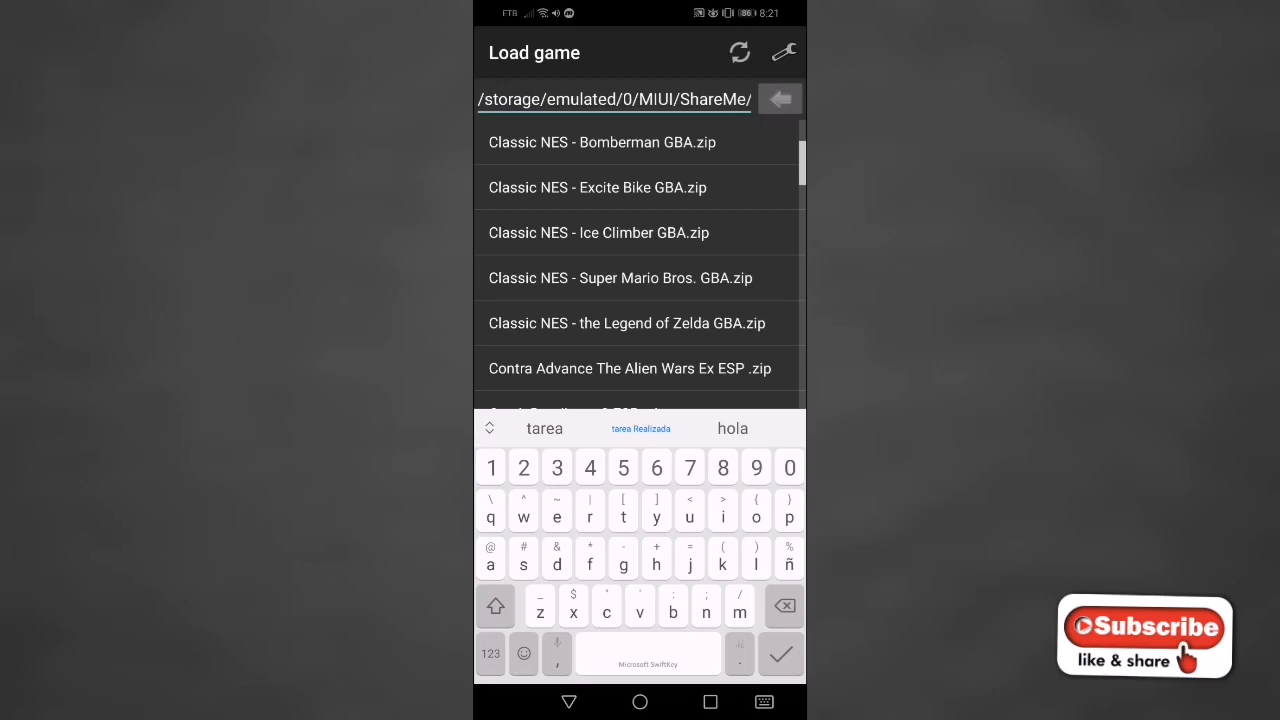 ETB 86 8:21
Load game
/storage/emulated/0/MIUI/ShareMe/
Classic NES - Bomberman GBA.zip
Classic NES - Excite Bike GBA.zip
Classic NES - Ice Climber GBA.zip
Classic NES - Super Mario Bros. GBA.zip
Classic NES - the Legend of Zelda GBA.zip
Contra Advance The Alien Wars Ex ESP .zip
tarea tarea Realizada hola
1 2 3 4 5 6 7 8 9 0
\ ^ ~ | [ ] < > { }
q w e r t y u i o p
@ # & * - + = ( ) %
a s d f g h j k l ñ
_ $ " ' : ; /
z x c v b n m
123 , Microsoft SwiftKey .
Subscribe
like & share